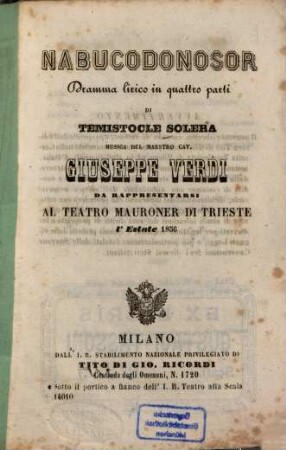 NABUCODONOSOR
Dramma lirico in quattro parti
DI
TEMISTOCLE SOLERA
MUSICA DEL MAESTRO CAV.
GIUSEPPE VERDI
DA RAPPRESENTARSI
AL TEATRO MAURONER DI TRIESTE
l'Estate 1856
MILANO
DALL'I. R. STABILIMENTO NAZIONALE PRIVILEGIATO DI
TITO DI GIO. RICORDI
Contrada degli Omenoni, N. 1720
e Sotto il portico a fianco dell'I. R. Teatro alla Scala